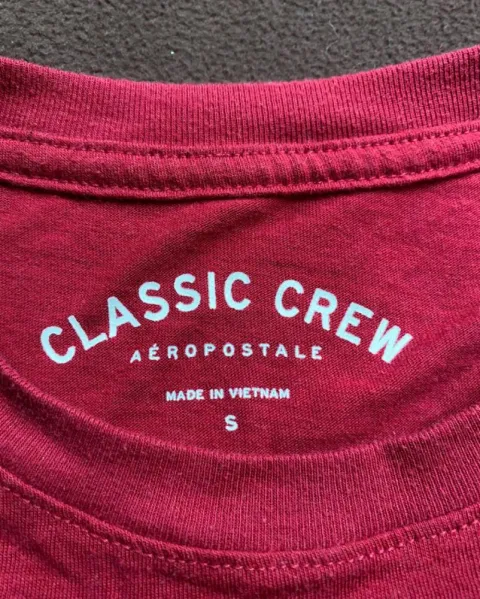 CLASSIC CREW
AÉROPOSTALE
MADE IN VIETNAM
S